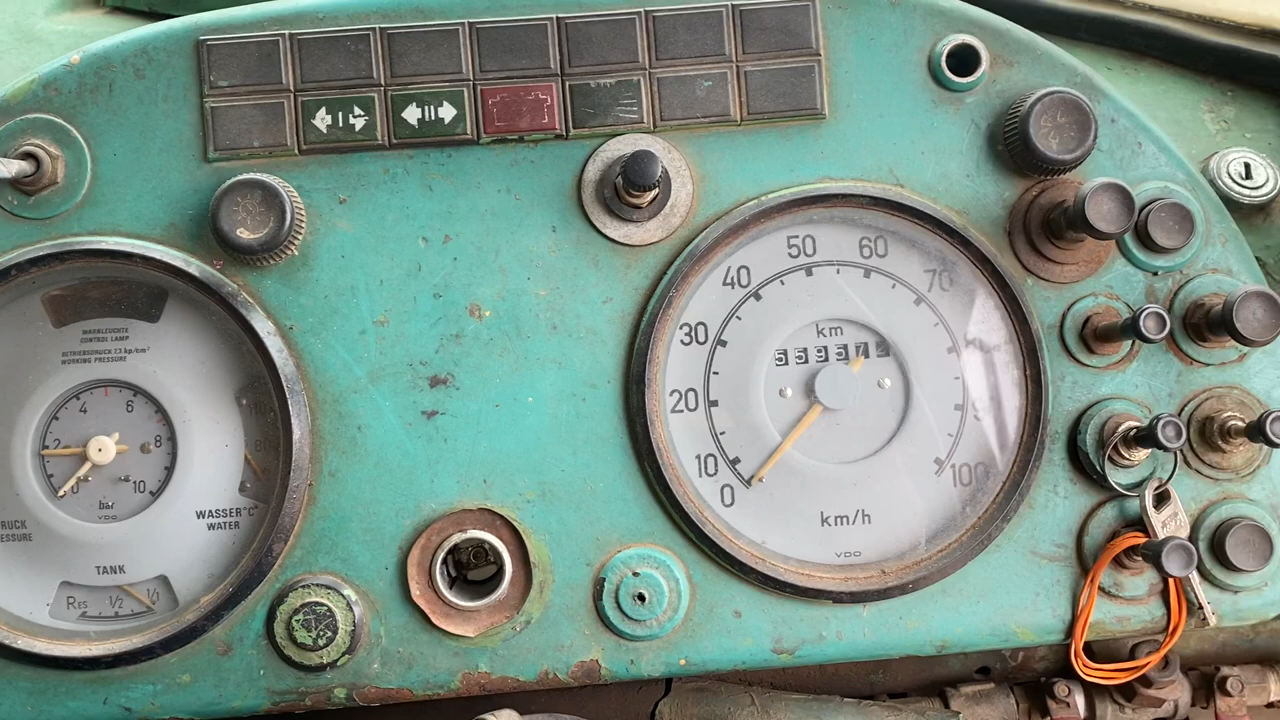 WARNLEUCHTE
CONTROL LAMP
BETRIEBSDRUCK 7,3 kp/cm²
WORKING PRESSURE
0
2
4
6
8
10
bar
VDO
80
WASSER °C
WATER
RUCK
ESSURE
TANK
RES 1/2 1/1
0
10
20
30
40
50
60
70
100
km
55957
km/h
VDO